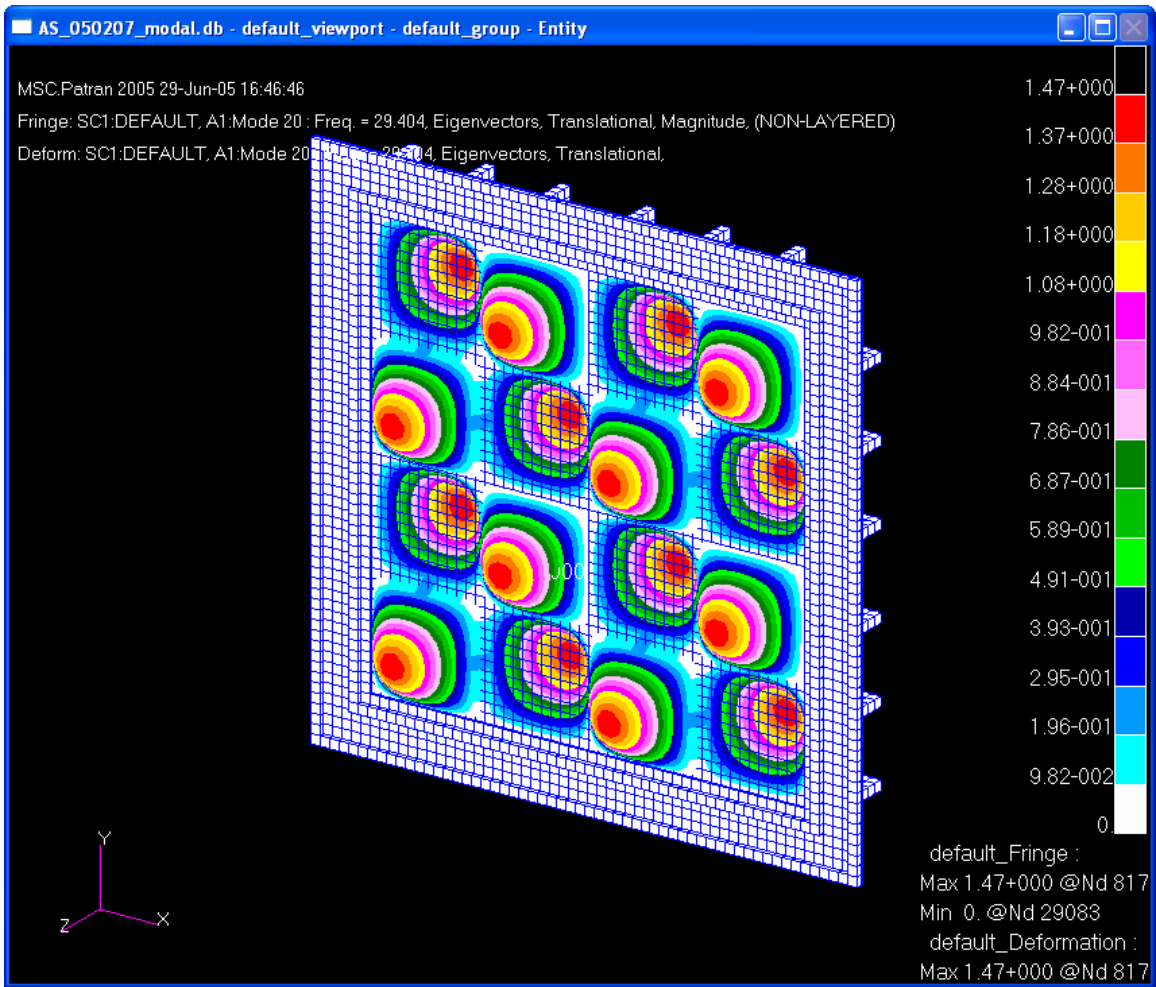 AS_050207_modal.db - default_viewport - default_group - Entity
MSC.Patran 2005 29-Jun-05 16:46:46
Fringe: SC1:DEFAULT, A1:Mode 20 : Freq. = 29.404, Eigenvectors, Translational, Magnitude, (NON-LAYERED)
Deform: SC1:DEFAULT, A1:Mode 20 04, Eigenvectors, Translational,
1.47+000
1.37+000
1.28+000
1.18+000
1.08+000
9.82-001
8.84-001
7.86-001
6.87-001
5.89-001
4.91-001
3.93-001
2.95-001
1.96-001
9.82-002
0.
default_Fringe :
Max 1.47+000 @Nd 817
Min 0. @Nd 29083
default_Deformation :
Max 1.47+000 @Nd 817
Y
Z
X